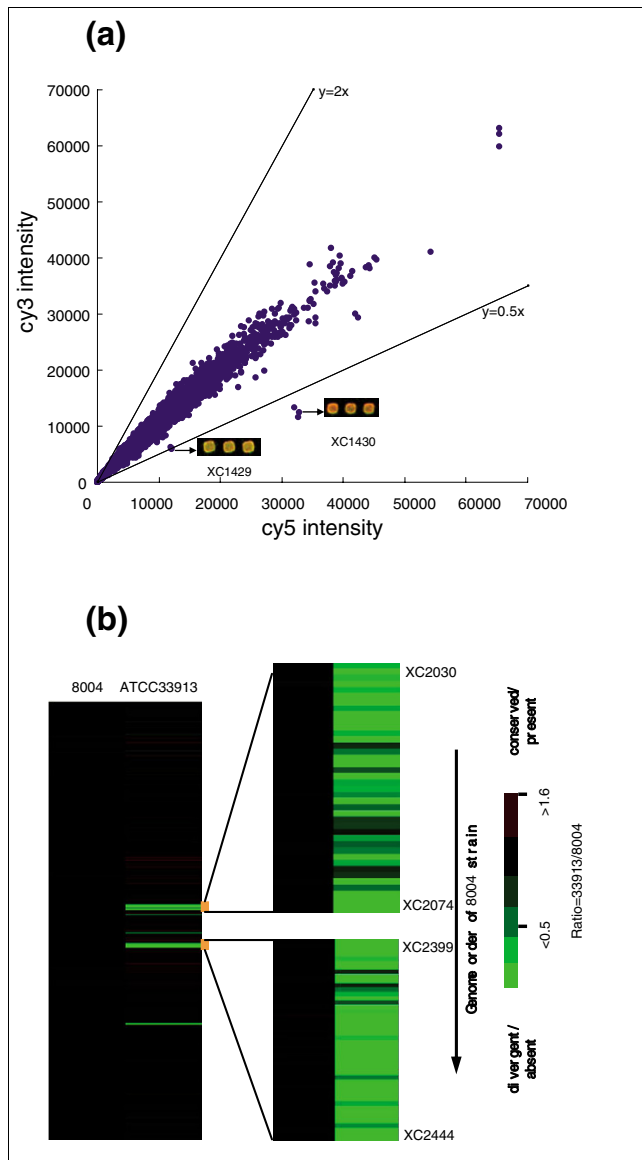 (a)
70000
60000
50000
40000
30000
20000
10000
0
cy3 intensity
y=2x
y=0.5x
XC1430
XC1429
0
10000
20000
30000
40000
50000
60000
70000
cy5 intensity
(b)
8004
ATCC33913
XC2030
XC2074
XC2399
XC2444
Genome order of 8004 strain
conserved/
present
>1.6
<0.5
Ratio=33913/8004
divergent/
absent